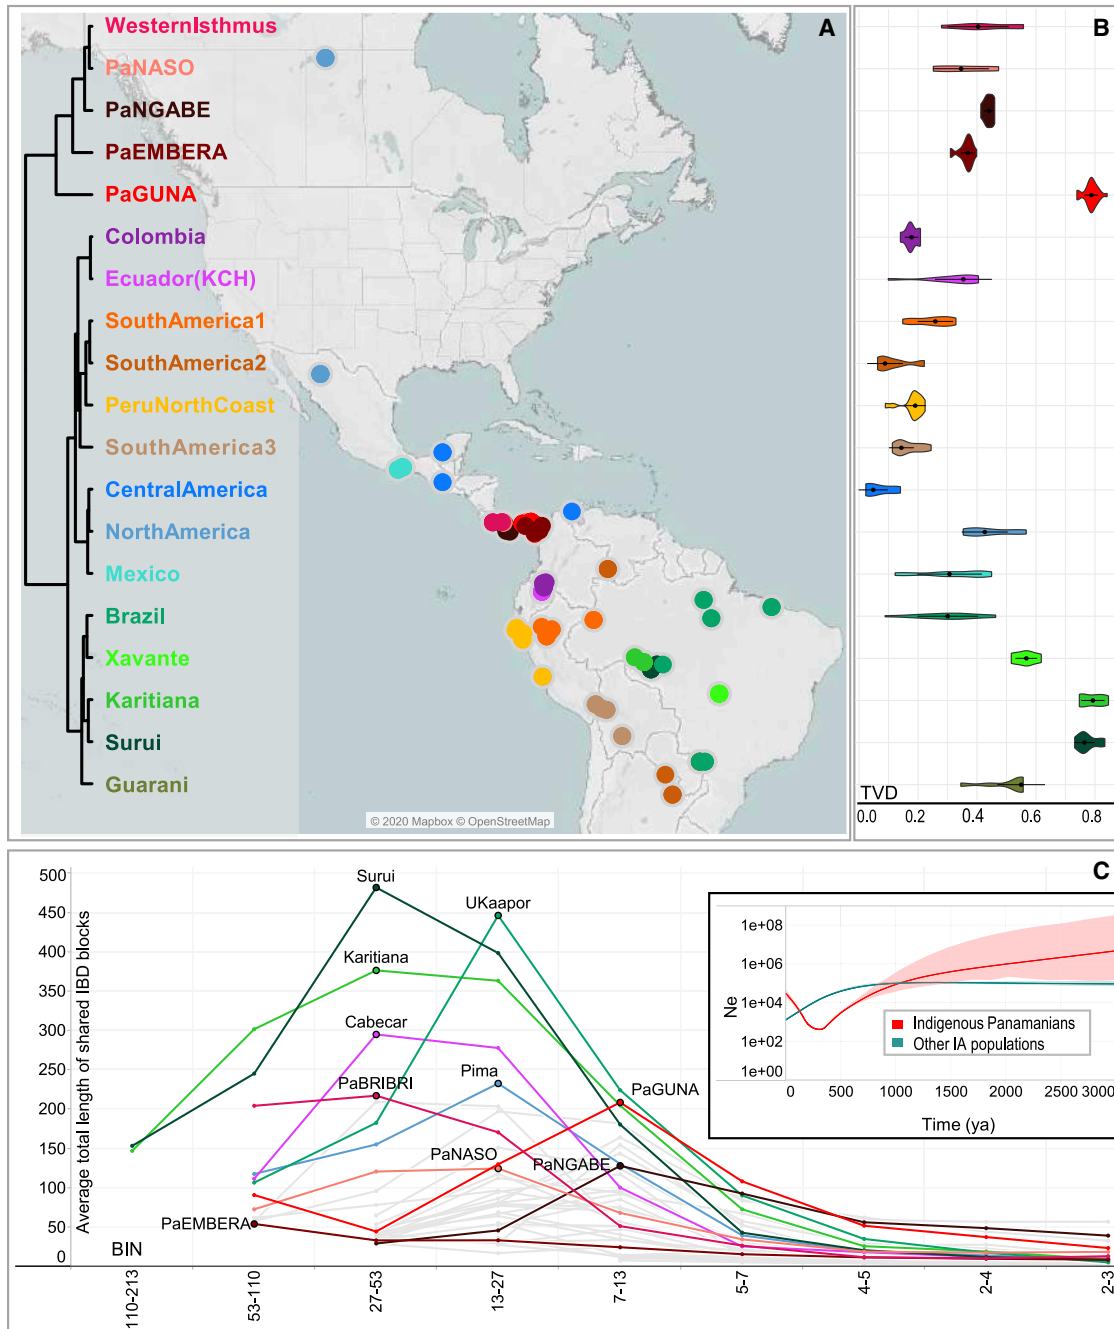 A
WesternIsthmus
PaNASO
PaNGABE
PaEMBERA
PaGUNA
Colombia
Ecuador(KCH)
SouthAmerica1
SouthAmerica2
PeruNorthCoast
SouthAmerica3
CentralAmerica
NorthAmerica
Mexico
Brazil
Xavante
Karitiana
Surui
Guarani
© 2020 Mapbox © OpenStreetMap
B
TVD
0.0 0.2 0.4 0.6 0.8
C
Average total length of shared IBD blocks
500
450
400
350
300
250
200
150
100
50
0
BIN
Surui
UKaapor
Karitiana
Cabecar
PaBRIBRI
Pima
PaGUNA
PaNASO
PaNGABE
PaEMBERA
110-213
53-110
27-53
13-27
7-13
5-7
4-5
2-4
2-3
Ne
1e+08
1e+06
1e+04
1e+02
1e+00
Indigenous Panamanians
Other IA populations
0 500 1000 1500 2000 2500 3000
Time (ya)